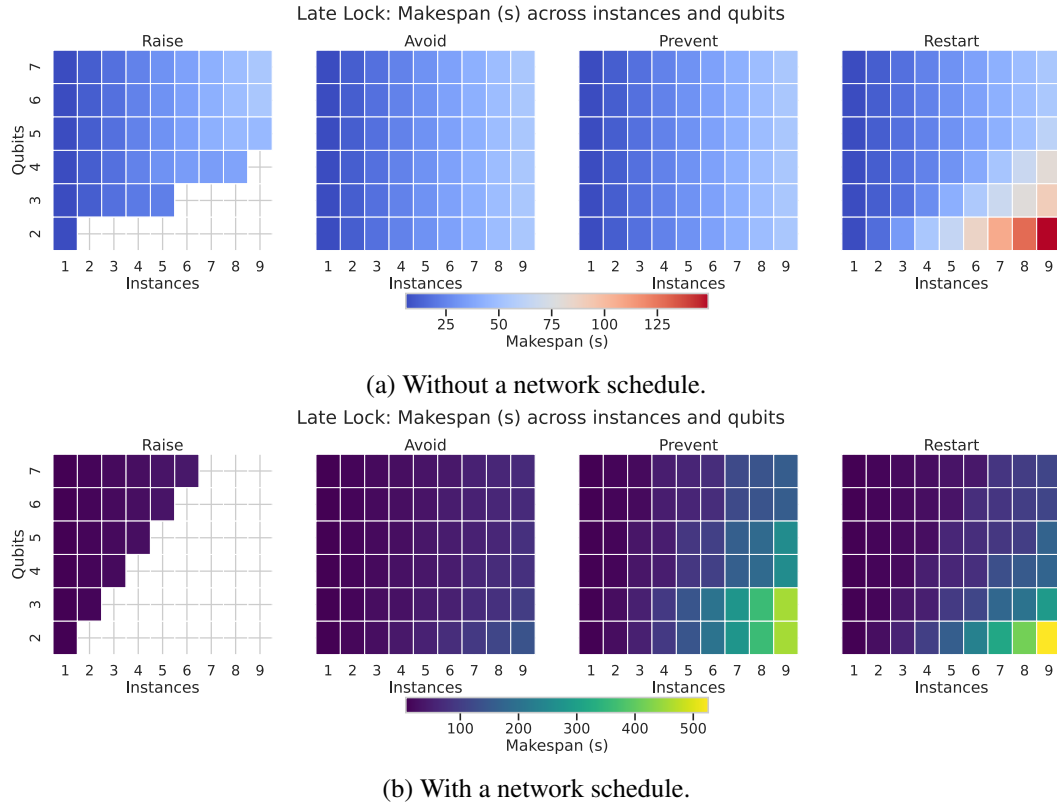 Late Lock: Makespan (s) across instances and qubits
Raise Avoid Prevent Restart
Qubits
7
6
5
4
3
2
1 2 3 4 5 6 7 8 9 1 2 3 4 5 6 7 8 9 1 2 3 4 5 6 7 8 9 1 2 3 4 5 6 7 8 9
Instances Instances Instances Instances
25 50 75 100 125
Makespan (s)
(a) Without a network schedule.
Late Lock: Makespan (s) across instances and qubits
Raise Avoid Prevent Restart
Qubits
7
6
5
4
3
2
1 2 3 4 5 6 7 8 9 1 2 3 4 5 6 7 8 9 1 2 3 4 5 6 7 8 9 1 2 3 4 5 6 7 8 9
Instances Instances Instances Instances
100 200 300 400 500
Makespan (s)
(b) With a network schedule.